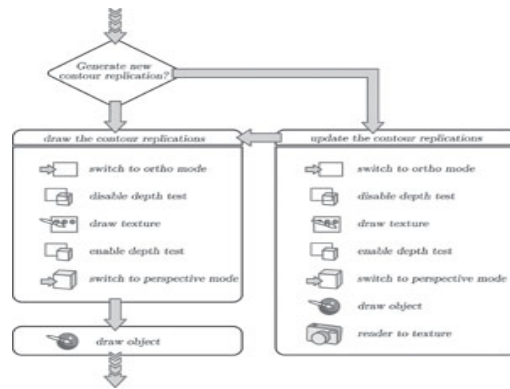 Generate new
contour replication?
draw the contour replications
switch to ortho mode
disable depth test
draw texture
enable depth test
switch to perspective mode
draw object
update the contour replications
switch to ortho mode
disable depth test
draw texture
enable depth test
switch to perspective mode
draw object
render to texture